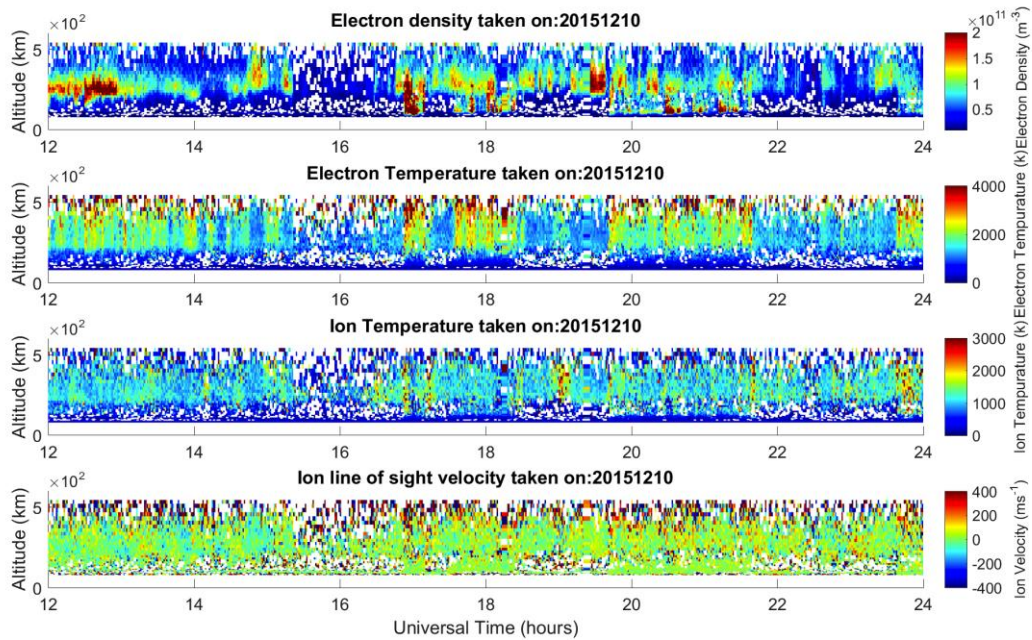 Electron density taken on:20151210
× 10²
Altitude (km)
5
0
12 14 16 18 20 22 24
× 10¹¹
2
1.5
1
0.5
Electron Density (m⁻³)
Electron Temperature taken on:20151210
× 10²
Altitude (km)
5
0
12 14 16 18 20 22 24
4000
2000
0
Electron Tempurature (k)
Ion Temperature taken on:20151210
× 10²
Altitude (km)
5
0
12 14 16 18 20 22 24
3000
2000
1000
0
Ion Tempurature (k)
Ion line of sight velocity taken on:20151210
× 10²
Altitude (km)
5
0
12 14 16 18 20 22 24
400
200
0
-200
-400
Ion Velocity (ms⁻¹)
Universal Time (hours)